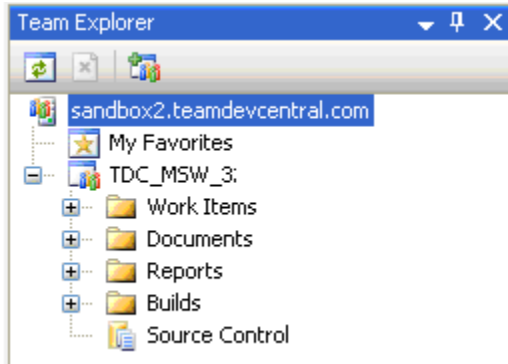 Team Explorer
sandbox2.teamdevcentral.com
My Favorites
TDC_MSW_3:
Work Items
Documents
Reports
Builds
Source Control